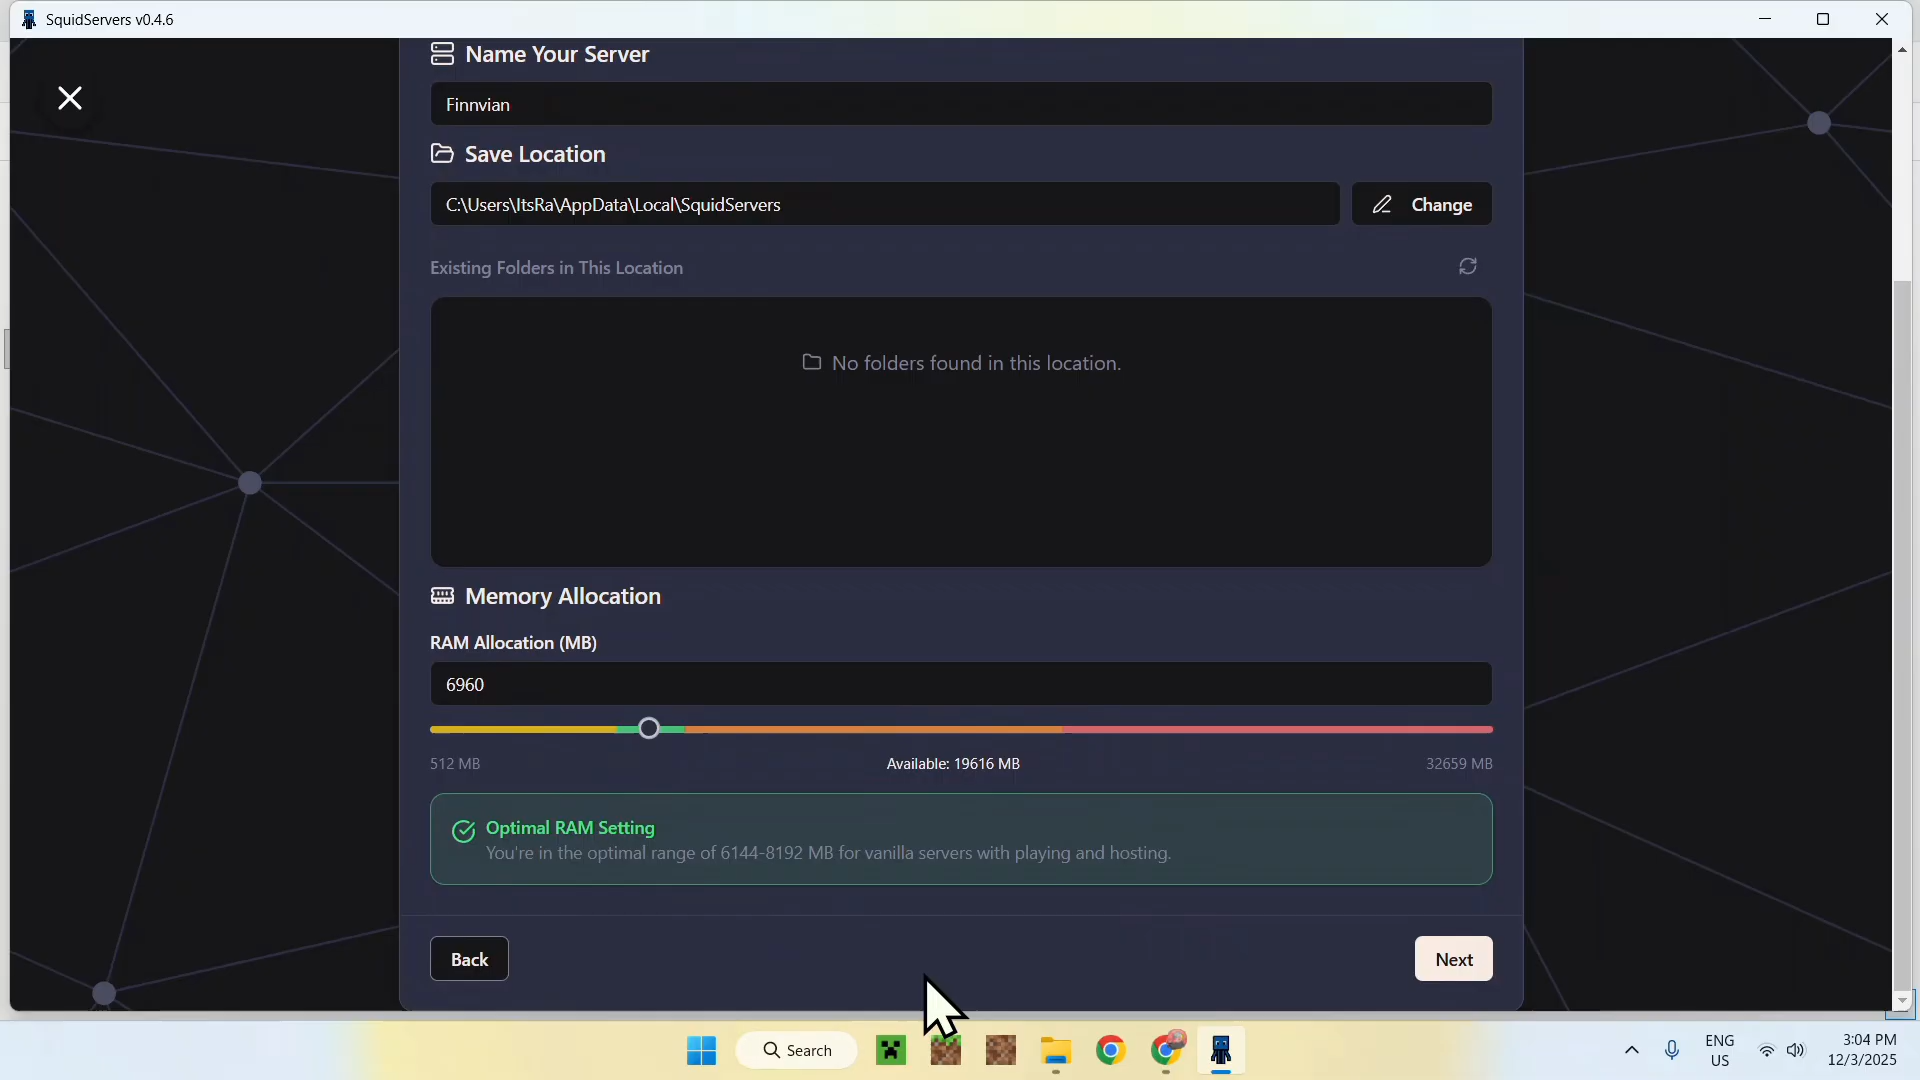 SquidServers v0.4.6
Name Your Server
Finnvian
Save Location
C:\Users\ItsRa\AppData\Local\SquidServers
Change
Existing Folders in This Location
No folders found in this location.
Memory Allocation
RAM Allocation (MB)
6960
512 MB
Available: 19616 MB
32659 MB
Optimal RAM Setting
You're in the optimal range of 6144-8192 MB for vanilla servers with playing and hosting.
Back
Next
Search
ENG
US
3:04 PM
12/3/2025